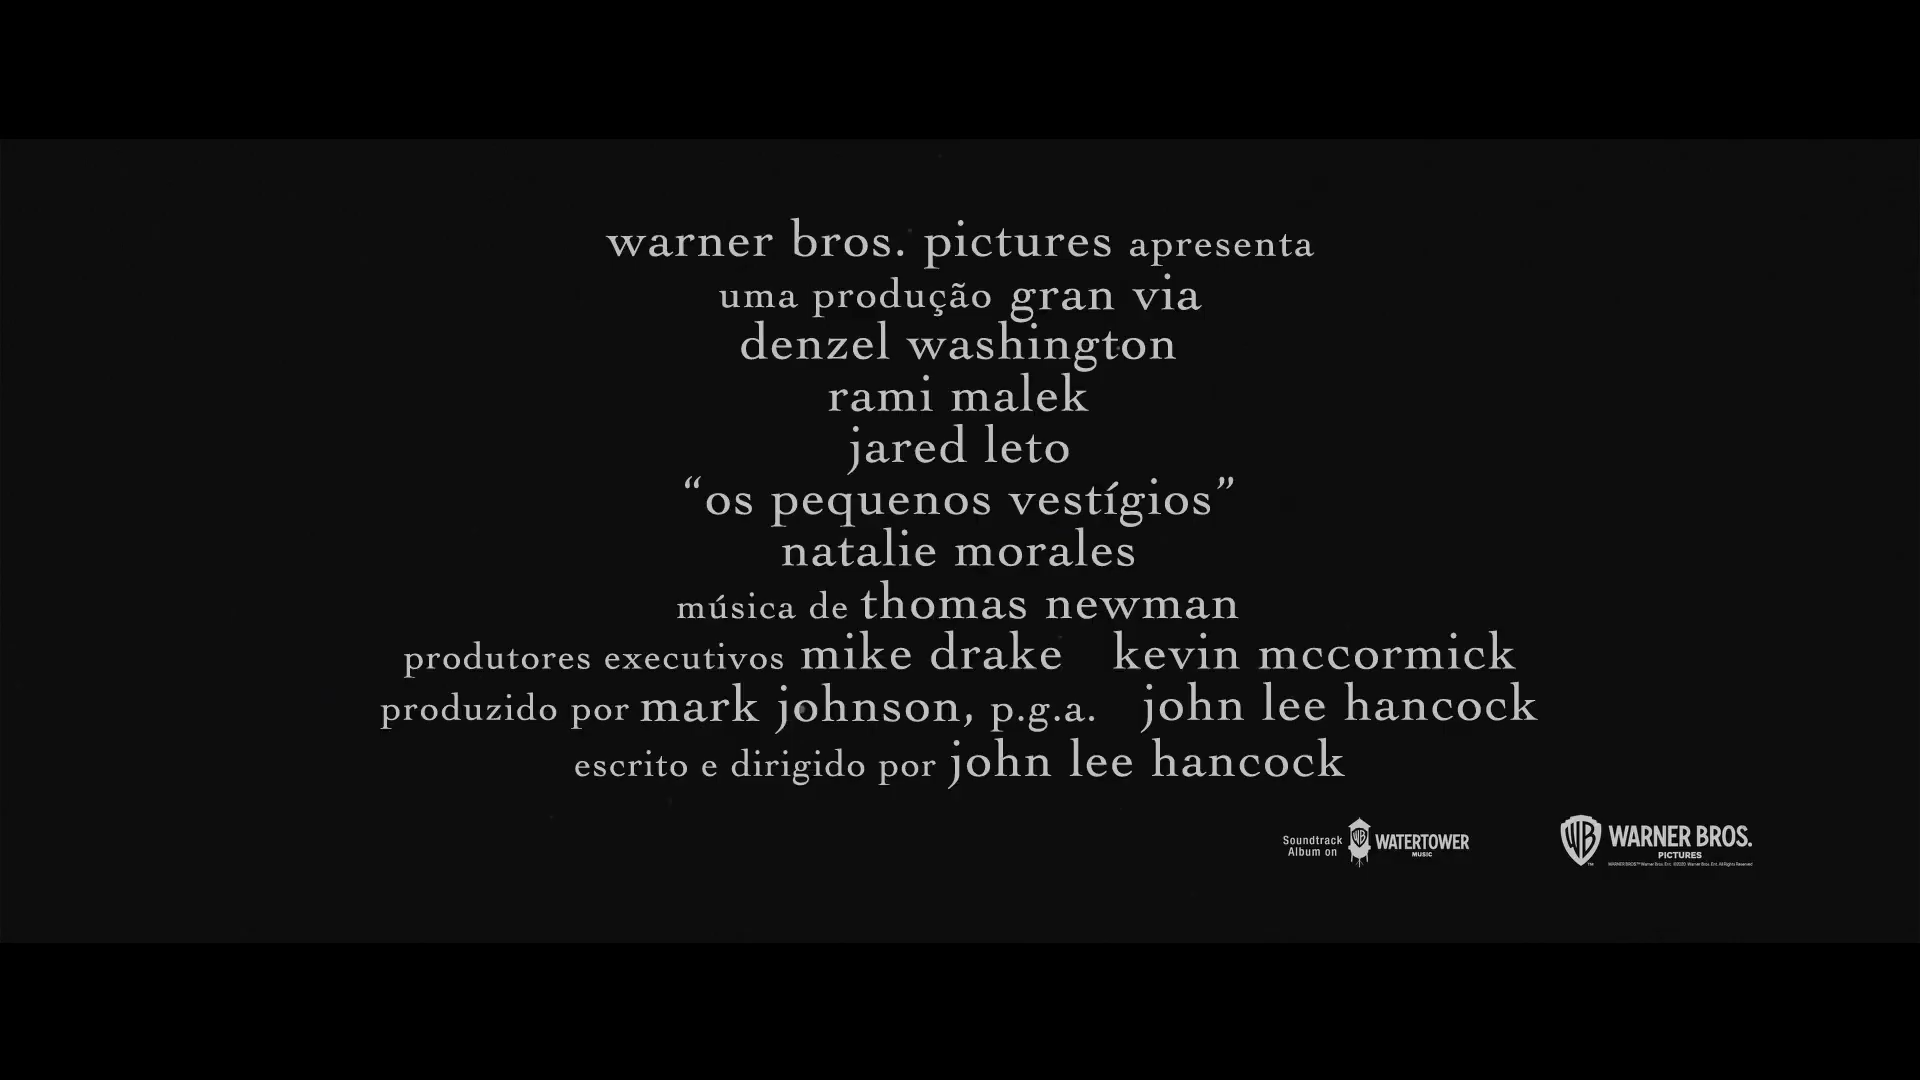 warner bros. pictures apresenta
uma produção gran via
denzel washington
rami malek
jared leto
“os pequenos vestígios”
natalie morales
música de thomas newman
produtores executivos mike drake kevin mccormick
produzido por mark johnson, p.g.a. john lee hancock
escrito e dirigido por john lee hancock
Soundtrack
Album on
WATERTOWER
MUSIC
WB
WARNER BROS.
PICTURES